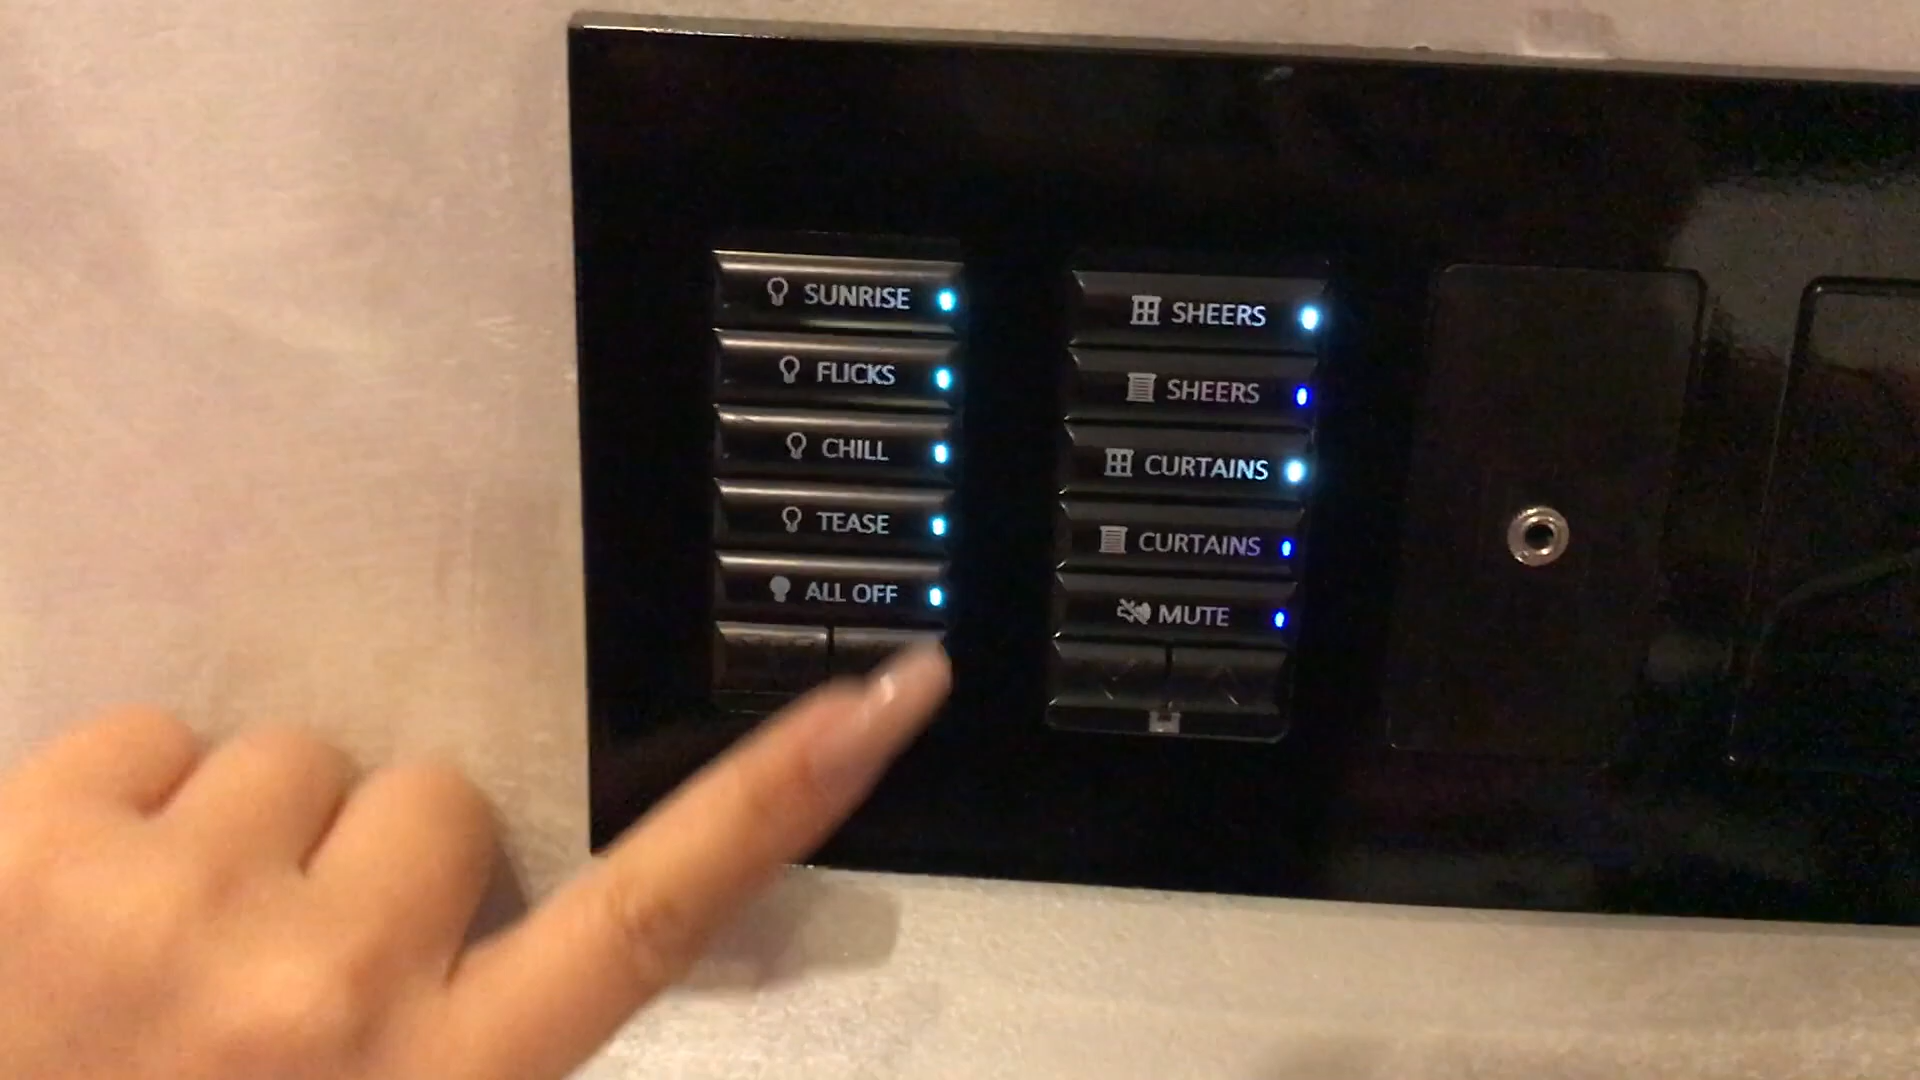 SUNRISE
FLICKS
CHILL
TEASE
ALL OFF
SHEERS
SHEERS
CURTAINS
CURTAINS
MUTE